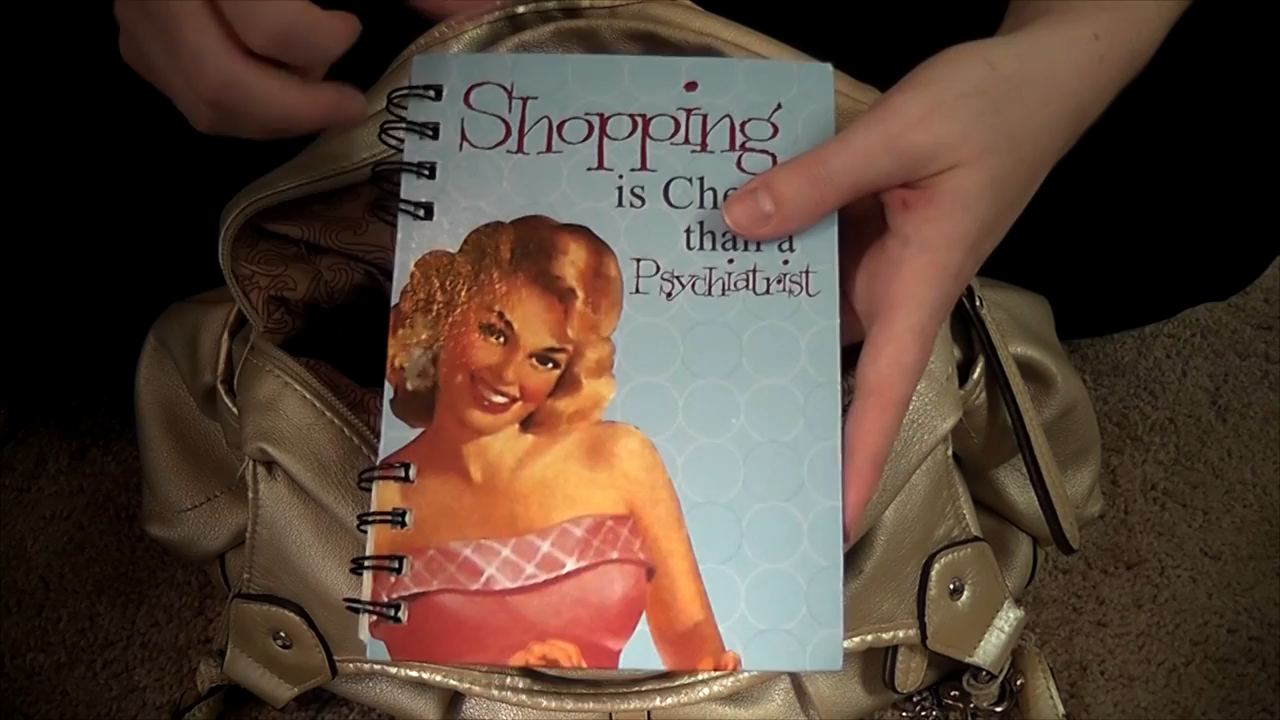 Shopping
is Che
than a
Psychiatrist